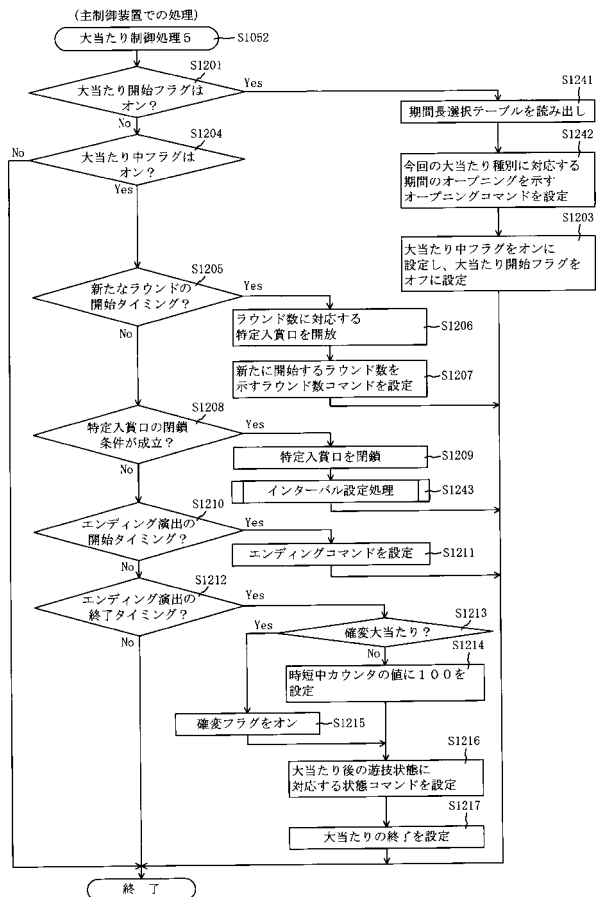 (主制御装置での処理)
大当たり制御処理5
S1052
S1201
大当たり開始フラグは
オン?
Yes
No
S1241
期間長選択テーブルを読み出し
S1242
今回の大当たり種別に対応する
期間のオープニングを示す
オープニングコマンドを設定
S1203
大当たり中フラグをオンに
設定し、大当たり開始フラグを
オフに設定
S1204
大当たり中フラグは
オン?
No
Yes
S1205
新たなラウンドの
開始タイミング?
Yes
No
ラウンド数に対応する
特定入賞口を開放
S1206
新たに開始するラウンド数を
示すラウンド数コマンドを設定
S1207
S1208
特定入賞口の閉鎖
条件が成立?
Yes
No
特定入賞口を閉鎖
S1209
インターバル設定処理
S1243
S1210
エンディング演出の
開始タイミング?
Yes
No
エンディングコマンドを設定
S1211
S1212
エンディング演出の
終了タイミング?
Yes
No
S1213
確変大当たり?
Yes
No
S1214
時短中カウンタの値に100を
設定
確変フラグをオン
S1215
S1216
大当たり後の遊技状態に
対応する状態コマンドを設定
S1217
大当たりの終了を設定
終 了